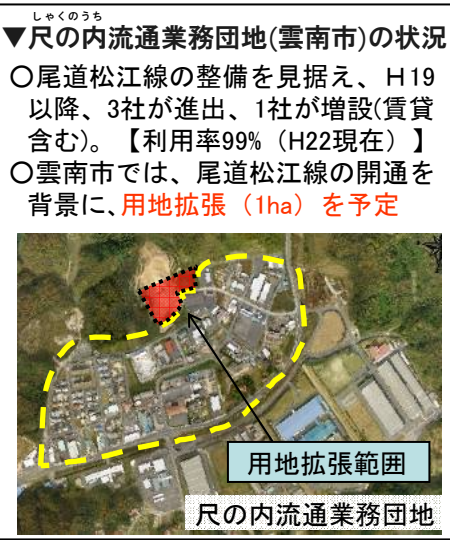 しゃくのうち
▼尺の内流通業務団地(雲南市)の状況
〇尾道松江線の整備を見据え、H19
以降、3社が進出、1社が増設(賃貸
含む)。【利用率99%（H22現在）】
〇雲南市では、尾道松江線の開通を
背景に、用地拡張（1ha）を予定
用地拡張範囲
尺の内流通業務団地